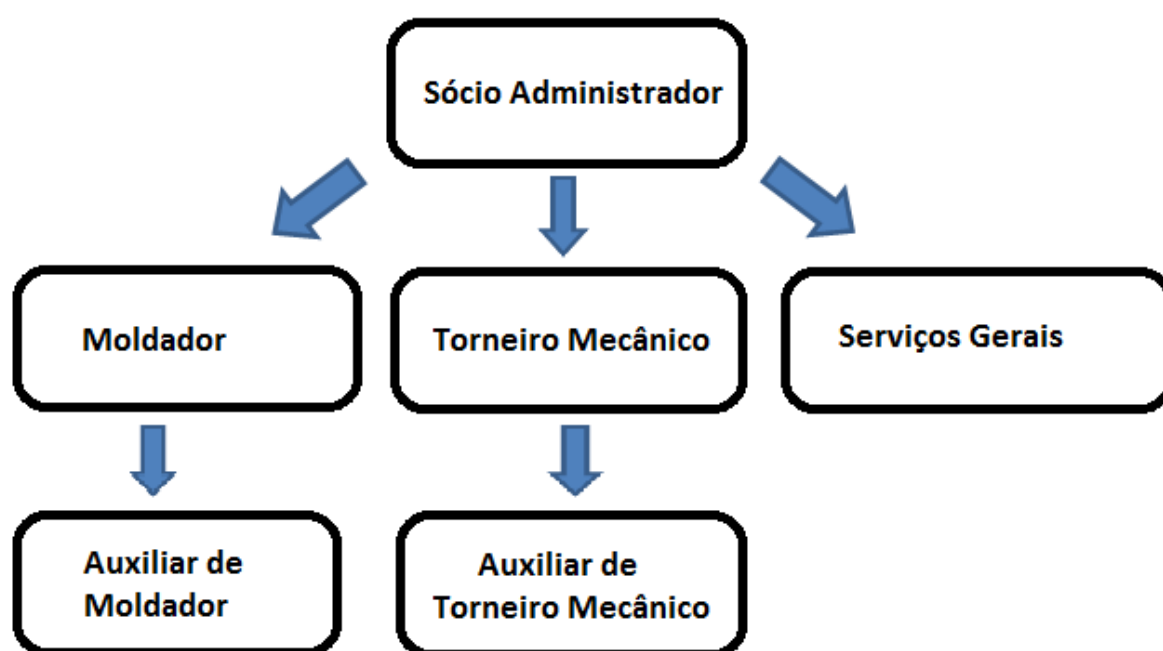 Sócio Administrador
Moldador
Torneiro Mecânico
Serviços Gerais
Auxiliar de
Moldador
Auxiliar de
Torneiro Mecânico